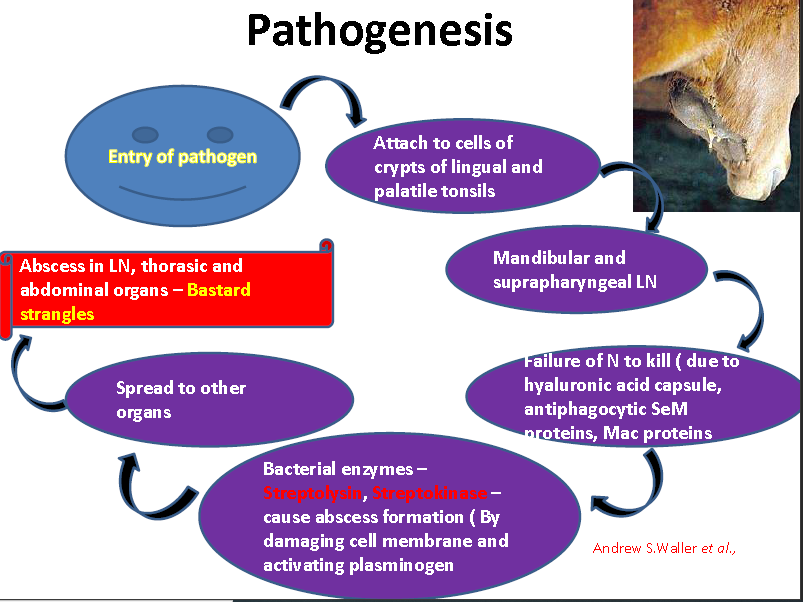 Pathogenesis
Entry of pathogen
Attach to cells of
crypts of lingual and
palatile tonsils
Mandibular and
suprapharyngeal LN
Failure of N to kill ( due to
hyaluronic acid capsule,
antiphagocytic SeM
proteins, Mac proteins
Bacterial enzymes –
Streptolysin, Streptokinese –
cause abscess formation ( By
damaging cell membrane and
activating plasminogen
Spread to other
organs
Abscess in LN, thorasic and
abdominal organs – Bastard
strangles
Andrew S.Waller et al.,